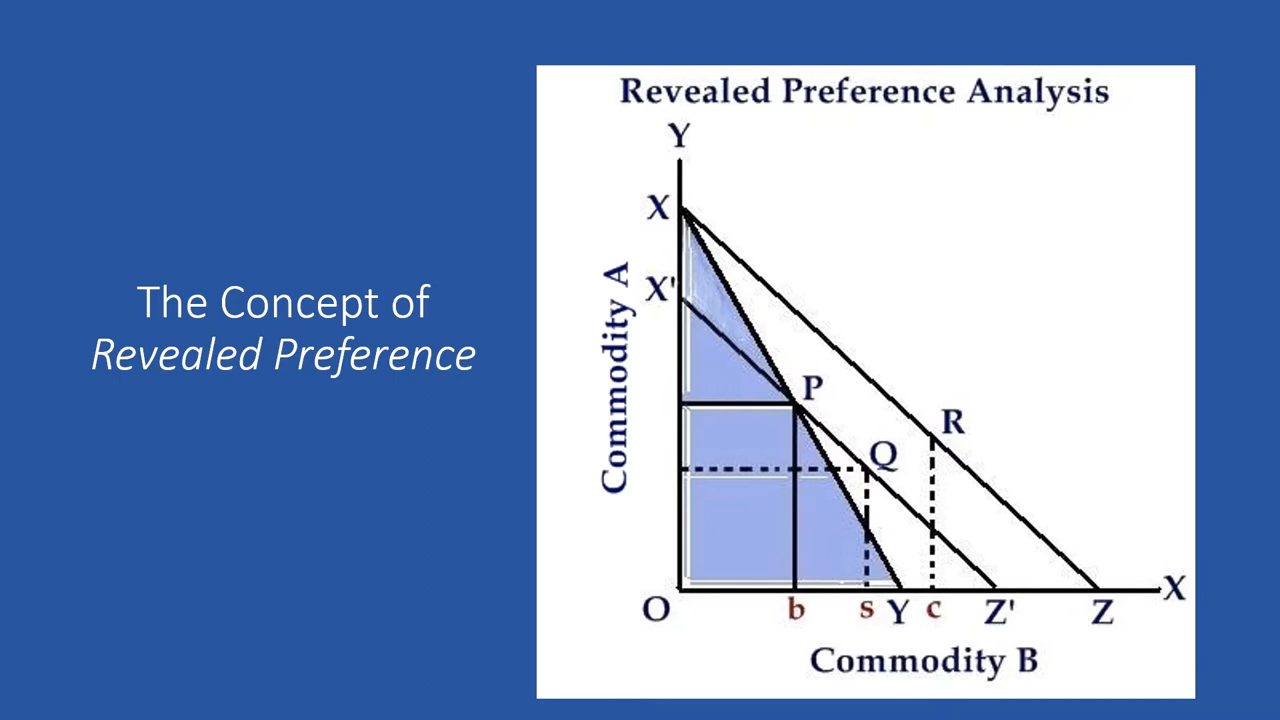 The Concept of
Revealed Preference
Revealed Preference Analysis
Y
X
X'
Commodity A
P
R
Q
O
b
s
Y
c
Z'
Z
X
Commodity B